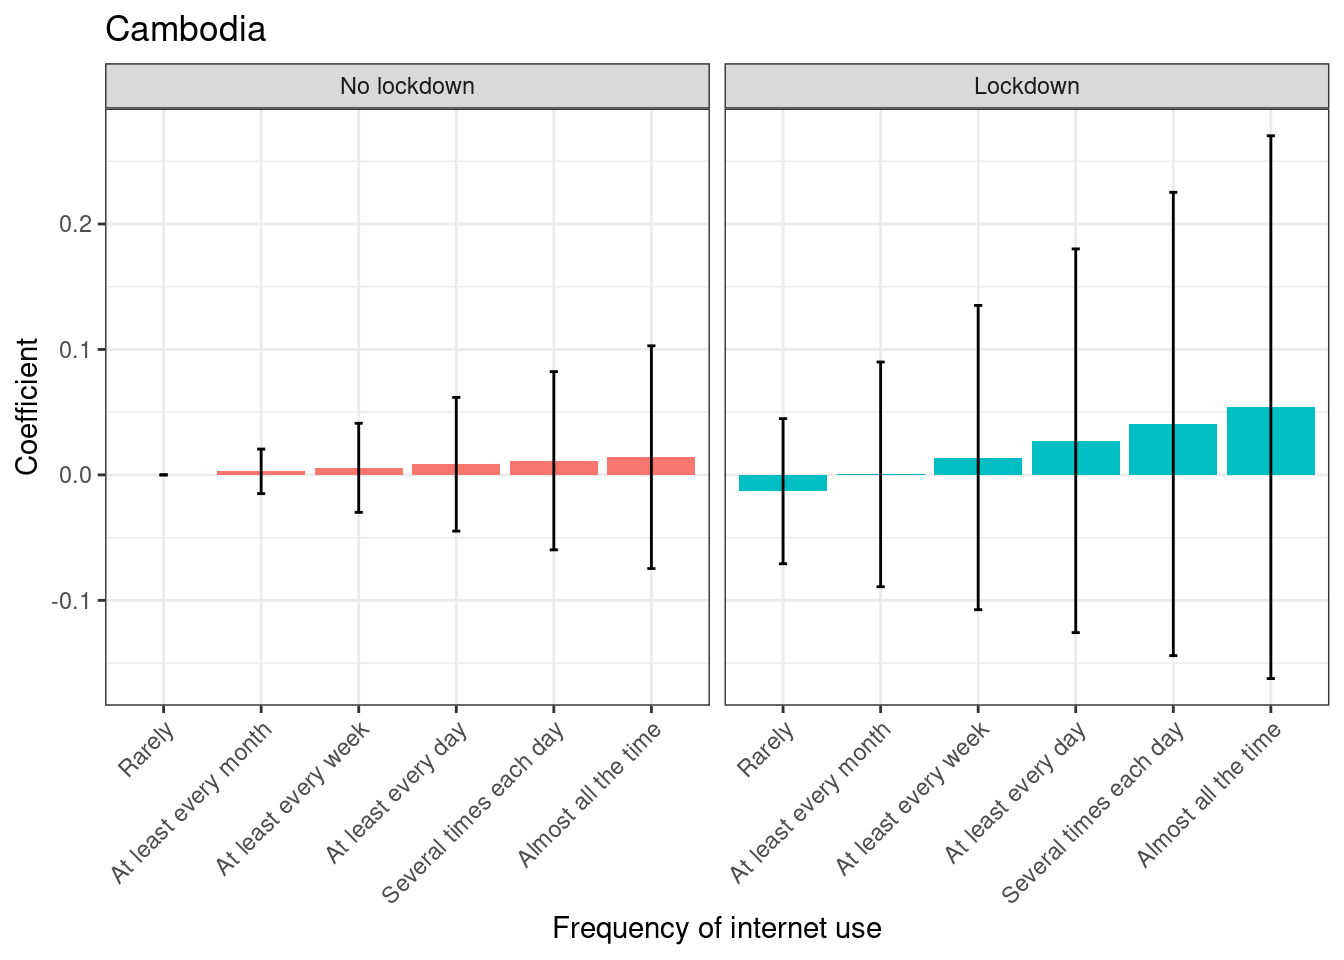 Cambodia
No lockdown
Lockdown
Coefficient
0.2
0.1
0.0
-0.1
Rarely
At least every month
At least every week
At least every day
Several times each day
Almost all the time
Rarely
At least every month
At least every week
At least every day
Several times each day
Almost all the time
Frequency of internet use